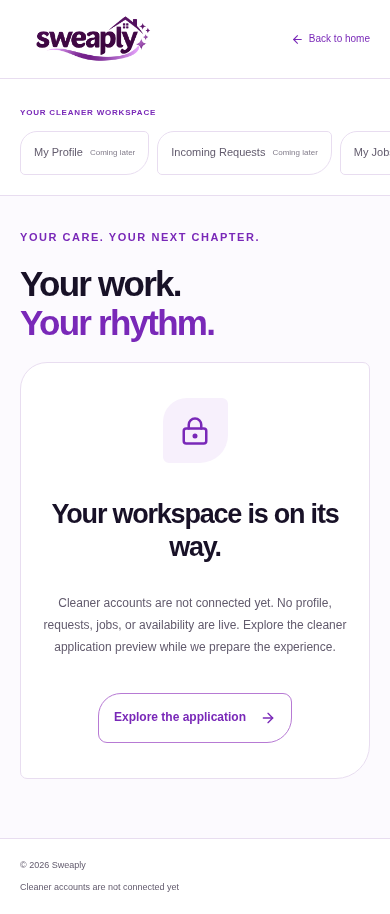 sweaply
Back to home
YOUR CLEANER WORKSPACE
My Profile Coming later
Incoming Requests Coming later
My Job
YOUR CARE. YOUR NEXT CHAPTER.
Your work.
Your rhythm.
Your workspace is on its
way.
Cleaner accounts are not connected yet. No profile,
requests, jobs, or availability are live. Explore the cleaner
application preview while we prepare the experience.
Explore the application
© 2026 Sweaply
Cleaner accounts are not connected yet